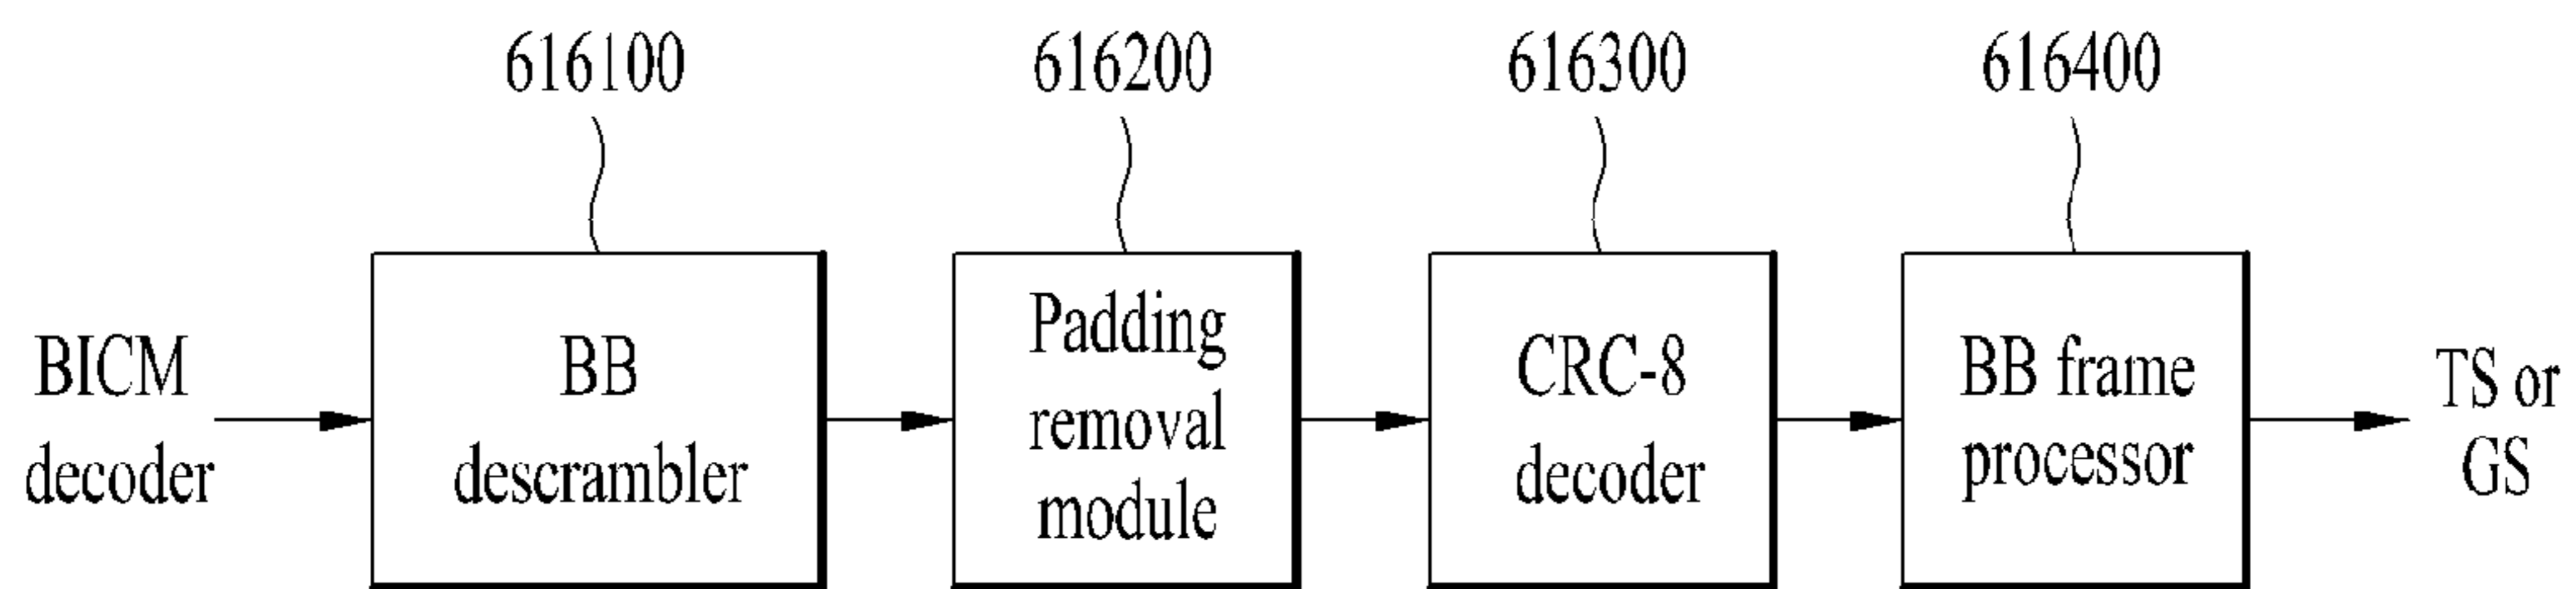 616100
616200
616300
616400
BICM
decoder
BB
descrambler
Padding
removal
module
CRC-8
decoder
BB frame
processor
TS or
GS